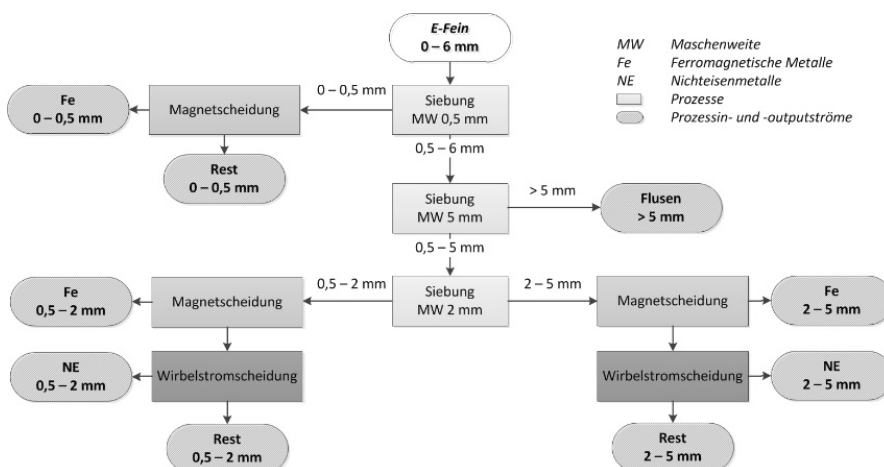 E-Fein
0 – 6 mm
MW Maschenweite
Fe Ferromagnetische Metalle
NE Nichteisenmetalle
Prozesse
Prozessin- und -outputströme
Fe
0 – 0,5 mm
Magnetscheidung
0 – 0,5 mm
Siebung
MW 0,5 mm
Rest
0 – 0,5 mm
0,5 – 6 mm
Siebung
MW 5 mm
> 5 mm
Flusen
> 5 mm
0,5 – 5 mm
Fe
0,5 – 2 mm
Magnetscheidung
0,5 – 2 mm
Siebung
MW 2 mm
2 – 5 mm
Magnetscheidung
Fe
2 – 5 mm
NE
0,5 – 2 mm
Wirbelstromscheidung
Wirbelstromscheidung
NE
2 – 5 mm
Rest
0,5 – 2 mm
Rest
2 – 5 mm